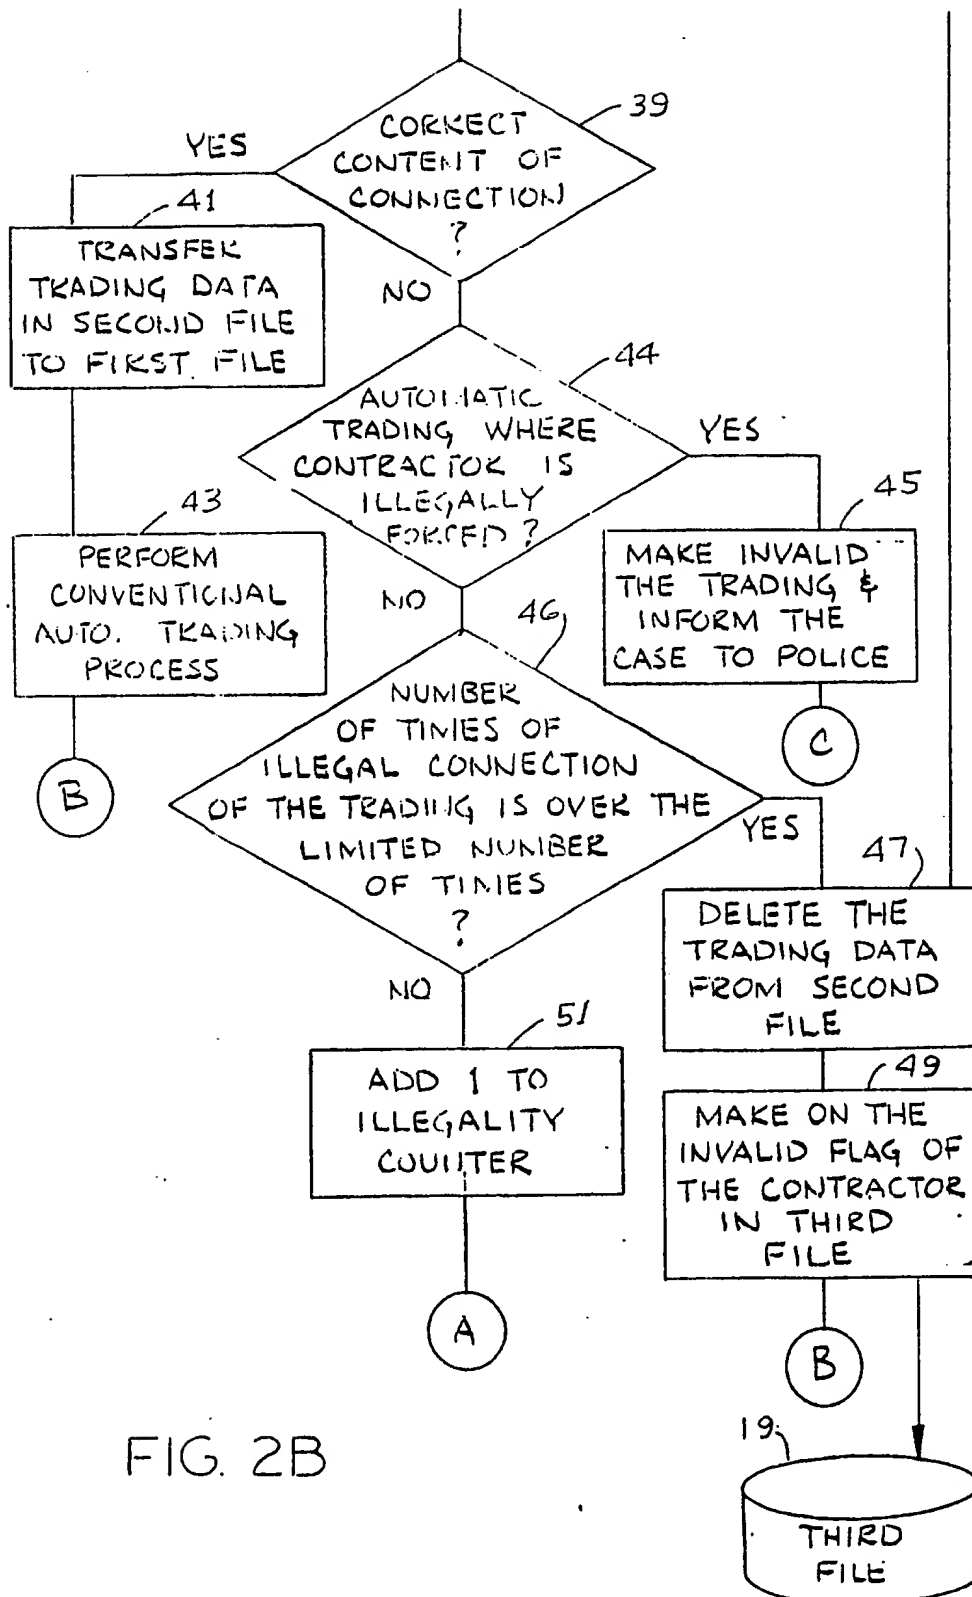 39
CORRECT
CONTENT OF
CONNECTION
?
YES
41
TRANSFER
TRADING DATA
IN SECOND FILE
TO FIRST FILE
NO
44
AUTOMATIC
TRADING WHERE
CONTRACTOR IS
ILLEGALLY
FORCED?
YES
45
MAKE INVALID
THE TRADING &
INFORM THE
CASE TO POLICE
C
43
PERFORM
CONVENTIONAL
AUTO. TRADING
PROCESS
B
NO
46
NUMBER
OF TIMES OF
ILLEGAL CONNECTION
OF THE TRADING IS OVER THE
LIMITED NUMBER
OF TIMES
?
YES
47
DELETE THE
TRADING DATA
FROM SECOND
FILE
NO
51
ADD 1 TO
ILLEGALITY
COUNTER
A
49
MAKE ON THE
INVALID FLAG OF
THE CONTRACTOR
IN THIRD
FILE
B
19
THIRD
FILE
FIG. 2B